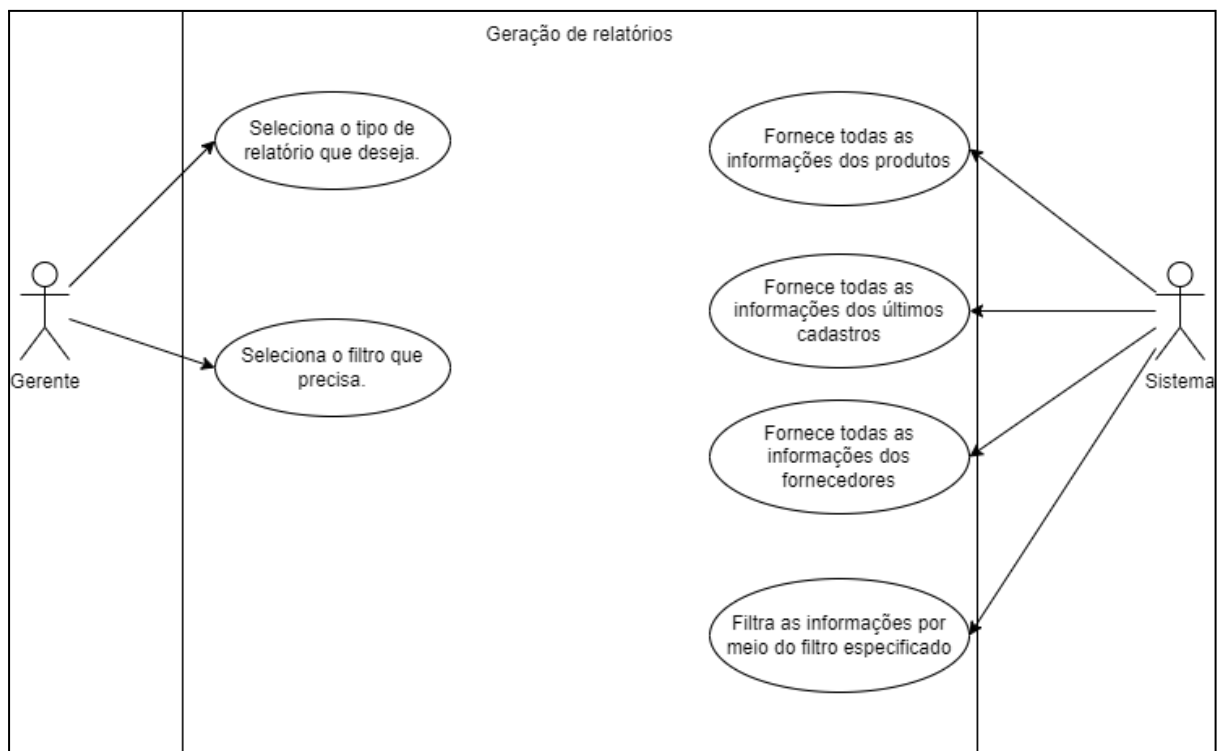 Geração de relatórios
Seleciona o tipo de
relatório que deseja.
Seleciona o filtro que
precisa.
Gerente
Fornece todas as
informações dos produtos
Fornece todas as
informações dos últimos
cadastros
Fornece todas as
informações dos
fornecedores
Filtra as informações por
meio do filtro especificado
Sistema